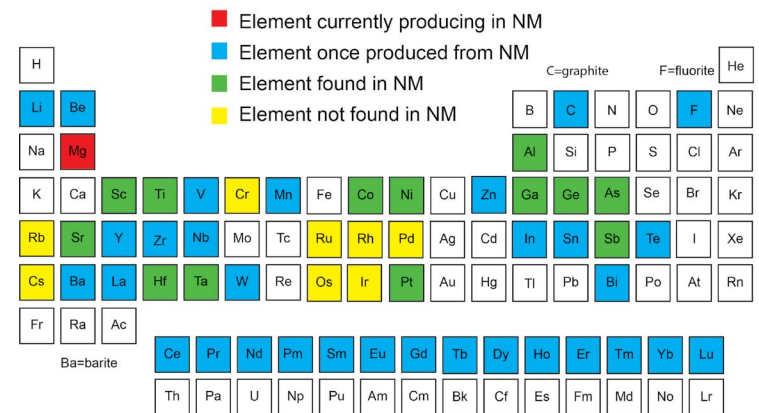 Element currently producing in NM
Element once produced from NM
Element found in NM
Element not found in NM
C=graphite F=fluorite
H He
Li Be B C N O F Ne
Na Mg Al Si P S Cl Ar
K Ca Sc Ti V Cr Mn Fe Co Ni Cu Zn Ga Ge As Se Br Kr
Rb Sr Y Zr Nb Mo Tc Ru Rh Pd Ag Cd In Sn Sb Te I Xe
Cs Ba La Hf Ta W Re Os Ir Pt Au Hg Tl Pb Bi Po At Rn
Fr Ra Ac
Ba=barite
Ce Pr Nd Pm Sm Eu Gd Tb Dy Ho Er Tm Yb Lu
Th Pa U Np Pu Am Cm Bk Cf Es Fm Md No Lr